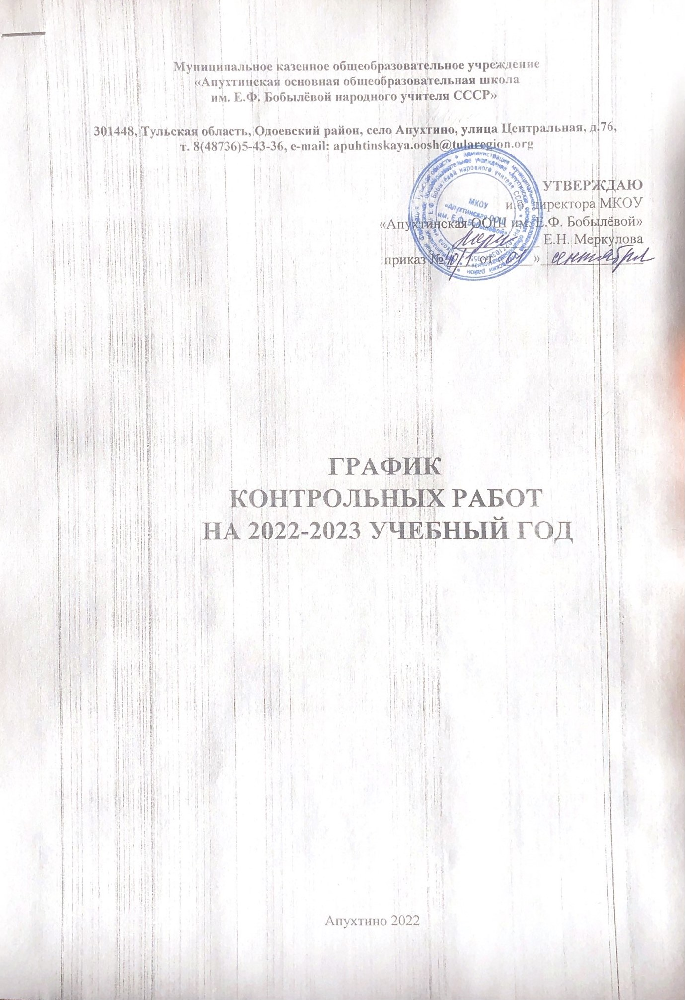 Муниципальное казенное общеобразовательное учреждение
«Апухтинская основная общеобразовательная школа
им. Е.Ф. Бобылёвой народного учителя СССР»
301448, Тульская область, Одоевский район, село Апухтино, улица Центральная, д.76,
т. 8(48736)5-43-36, e-mail: apuhtinskaya.oosh@tularegion.org
УТВЕРЖДАЮ
и.о. директора МКОУ
«Апухтинская ООШ им. Е.Ф. Бобылёвой»
Е.Н. Меркулова
приказ № 40/1 от «01» сентября
МКОУ
«Апухтинская ООШ
им. Е.Ф. Бобылёвой»
ГРАФИК
КОНТРОЛЬНЫХ РАБОТ
НА 2022-2023 УЧЕБНЫЙ ГОД
Апухтино 2022